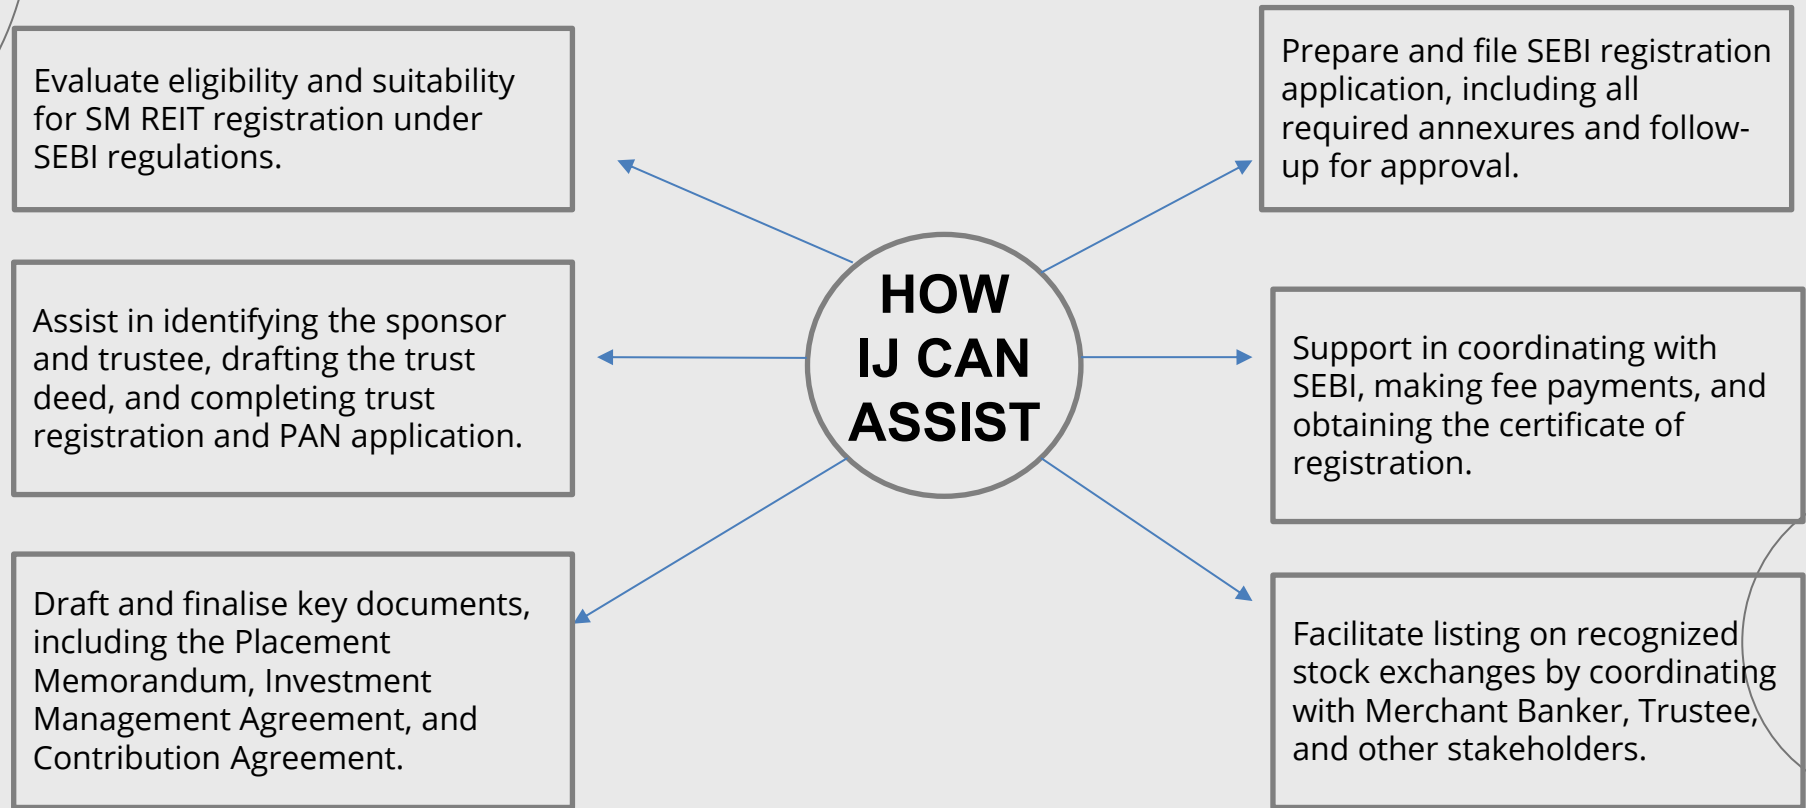 Evaluate eligibility and suitability
for SM REIT registration under
SEBI regulations.
Assist in identifying the sponsor
and trustee, drafting the trust
deed, and completing trust
registration and PAN application.
Draft and finalise key documents,
including the Placement
Memorandum, Investment
Management Agreement, and
Contribution Agreement.
HOW
IJ CAN
ASSIST
Prepare and file SEBI registration
application, including all
required annexures and follow-
up for approval.
Support in coordinating with
SEBI, making fee payments, and
obtaining the certificate of
registration.
Facilitate listing on recognized
stock exchanges by coordinating
with Merchant Banker, Trustee,
and other stakeholders.